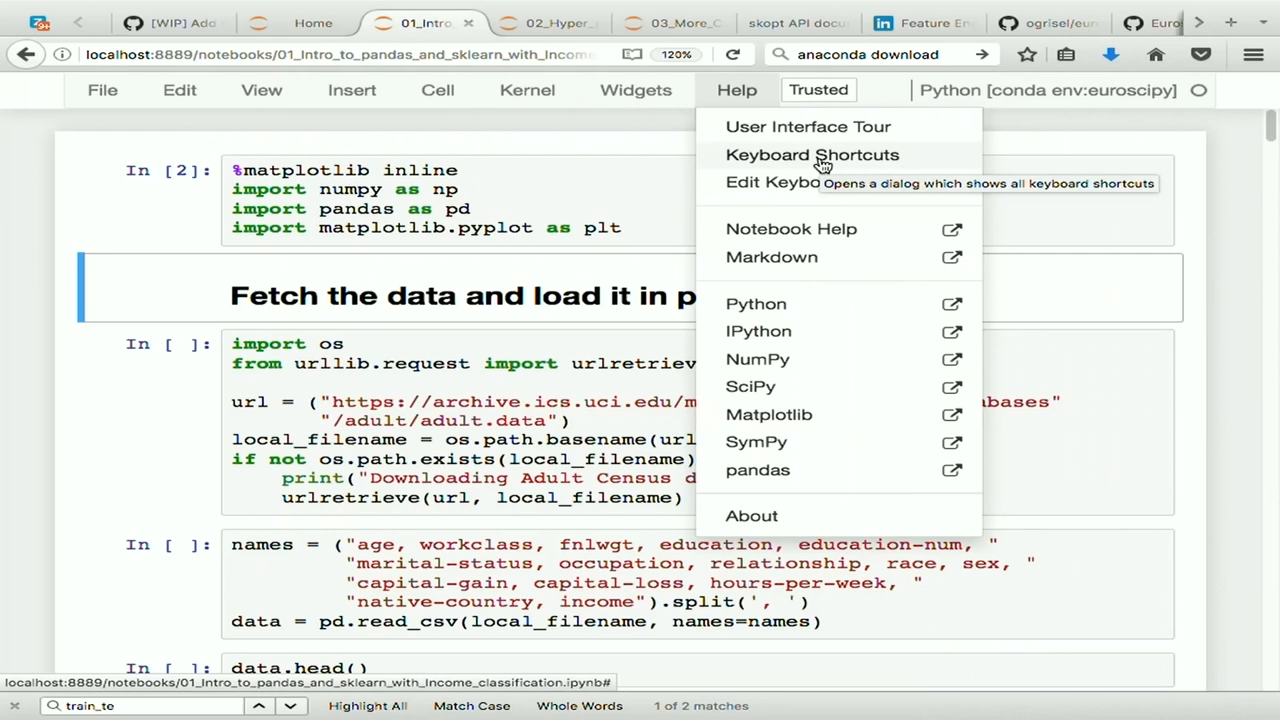 [WIP] Add
Home
01_Intro_
02_Hyper_
03_More_C
skopt API docu
Feature En
ogrisel/eur
Euro
localhost:8889/notebooks/01_Intro_to_pandas_and_sklearn_with_Income
120%
anaconda download
File Edit View Insert Cell Kernel Widgets Help Trusted Python [conda env:euroscipy]
User Interface Tour
Keyboard Shortcuts
Edit Keybo
Opens a dialog which shows all keyboard shortcuts
Notebook Help
Markdown
Python
IPython
NumPy
SciPy
Matplotlib
SymPy
pandas
About
In [2]: %matplotlib inline
import numpy as np
import pandas as pd
import matplotlib.pyplot as plt
Fetch the data and load it in p
In [ ]: import os
from urllib.request import urlretriev
url = ("https://archive.ics.uci.edu/m abases"
"/adult/adult.data")
local_filename = os.path.basename(url
if not os.path.exists(local_filename)
print("Downloading Adult Census d
urlretrieve(url, local_filename)
In [ ]: names = ("age, workclass, fnlwgt, education, education-num, "
"marital-status, occupation, relationship, race, sex, "
"capital-gain, capital-loss, hours-per-week, "
"native-country, income").split(', ')
data = pd.read_csv(local_filename, names=names)
In [ ]: data.head()
localhost:8889/notebooks/01_Intro_to_pandas_and_sklearn_with_Income_classification.ipynb#
train_te
Highlight All Match Case Whole Words 1 of 2 matches